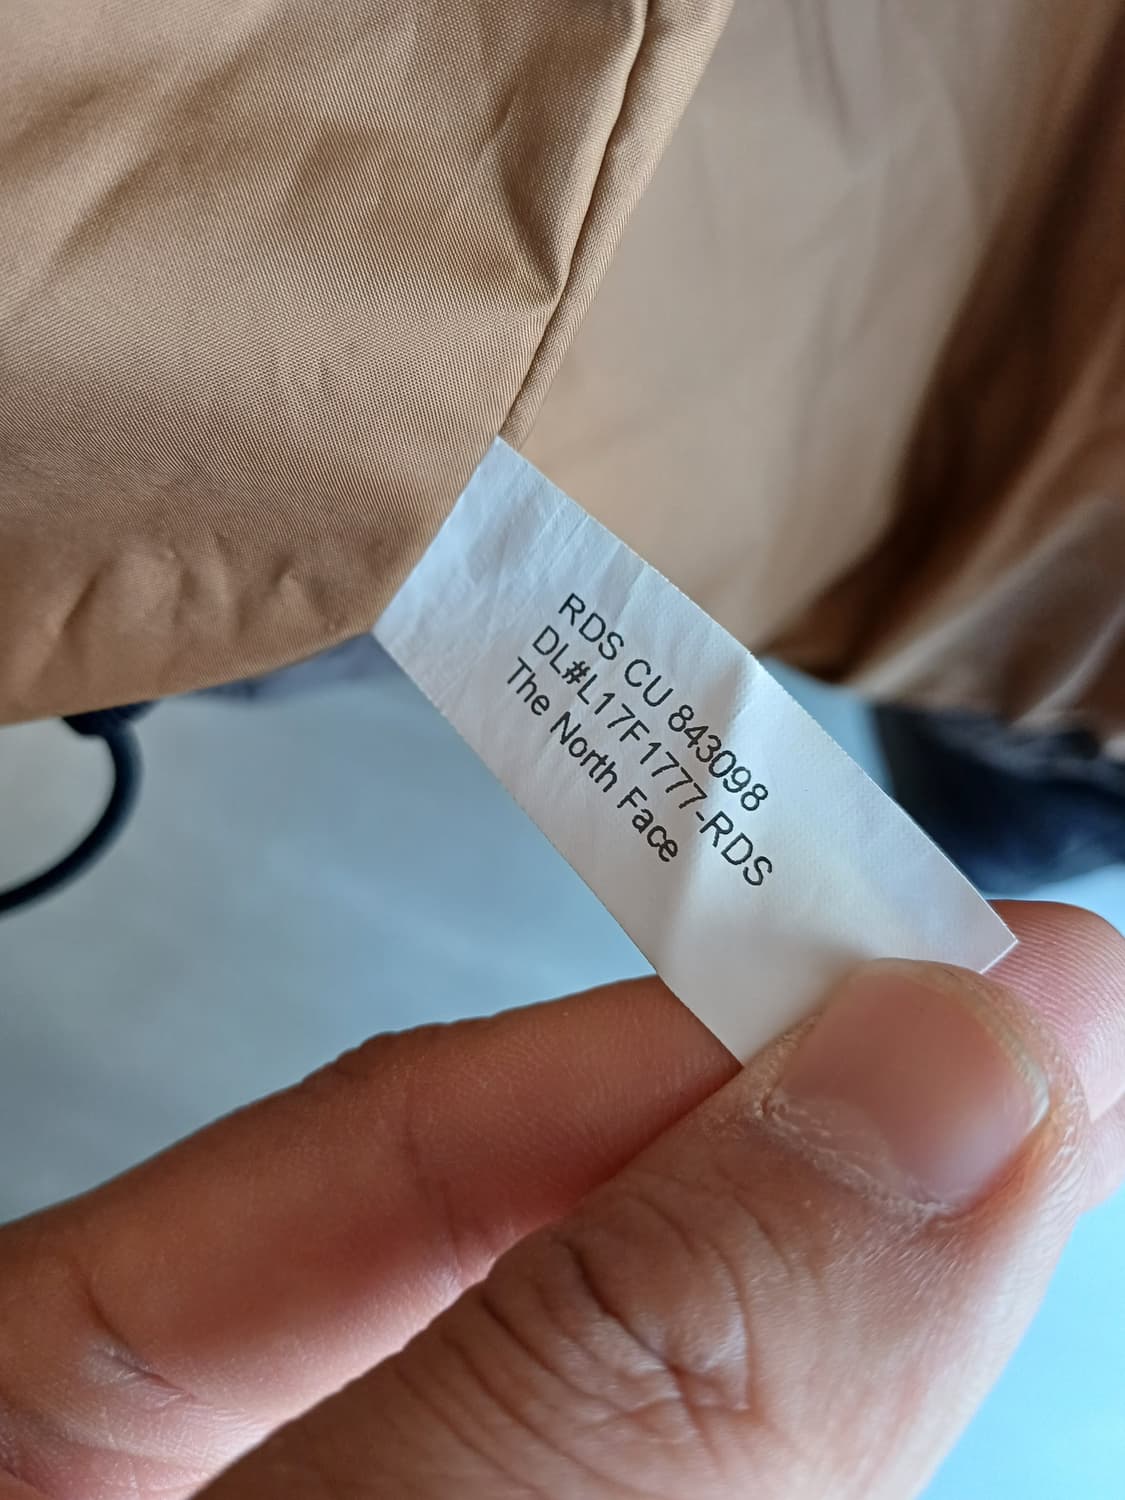 RDS CU 843098
DL#L17F1777-RDS
The North Face